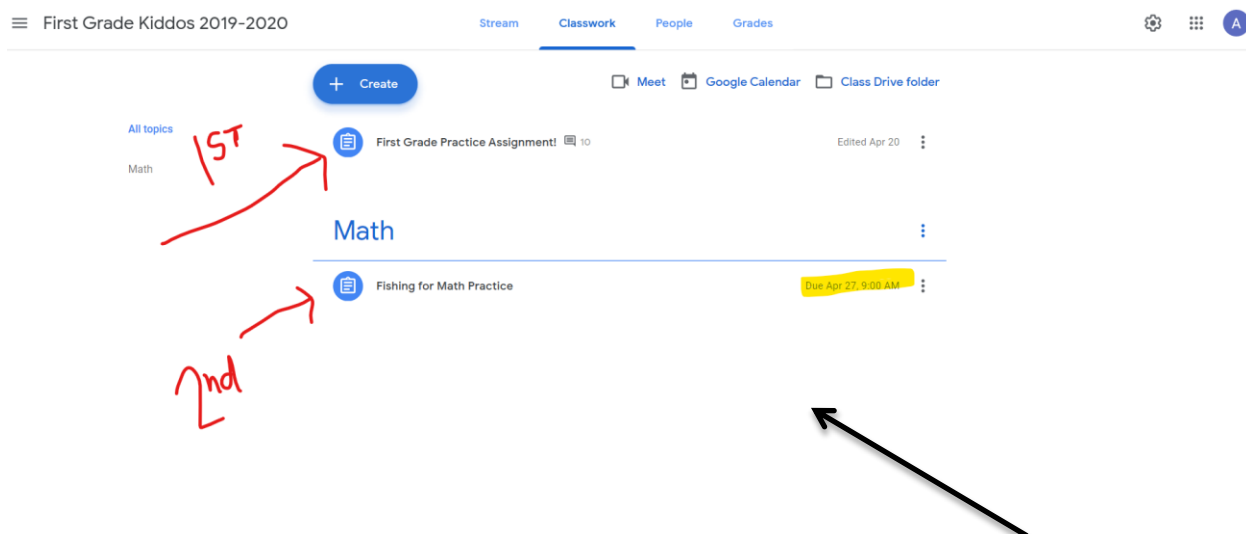 First Grade Kiddos 2019-2020
Stream Classwork People Grades
A
+ Create
Meet Google Calendar Class Drive folder
All topics
Math
1ST
First Grade Practice Assignment! 10 Edited Apr 20
Math
Fishing for Math Practice Due Apr 27, 9:00 AM
2nd